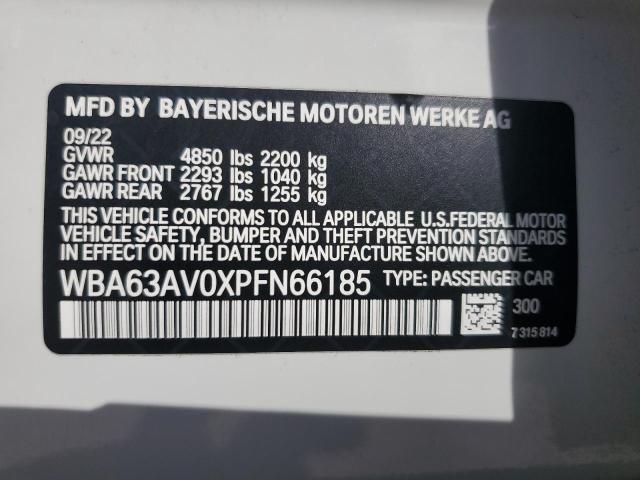 MFD BY BAYERISCHE MOTOREN WERKE AG
09/22
GVWR 4850 lbs 2200 kg
GAWR FRONT 2293 lbs 1040 kg
GAWR REAR 2767 lbs 1255 kg
THIS VEHICLE CONFORMS TO ALL APPLICABLE U.S.FEDERAL MOTOR
VEHICLE SAFETY, BUMPER AND THEFT PREVENTION STANDARDS
IN EFFECT ON THE DATE OF MANUFACTURE SHOWN ABOVE.
WBA63AV0XPFN66185 TYPE: PASSENGER CAR
300
7315814